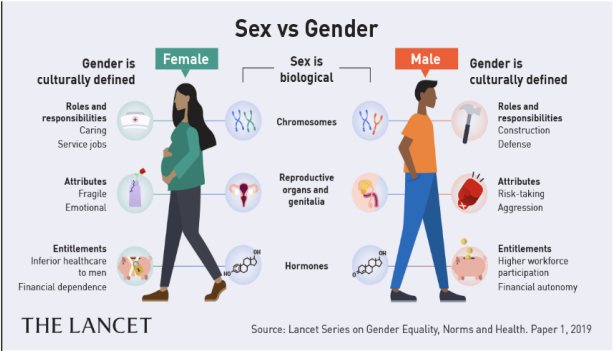 Sex vs Gender
Gender is
culturally defined
Female
Sex is
biological
Male
Gender is
culturally defined
Roles and
responsibilities
Caring
Service jobs
Chromosomes
Roles and
responsibilities
Construction
Defense
Attributes
Fragile
Emotional
Reproductive
organs and
genitalia
Attributes
Risk-taking
Aggression
Entitlements
Inferior healthcare
to men
Financial dependence
HO
OH
Hormones
O
OH
Entitlements
Higher workforce
participation
Financial autonomy
THE LANCET
Source: Lancet Series on Gender Equality, Norms and Health. Paper 1, 2019